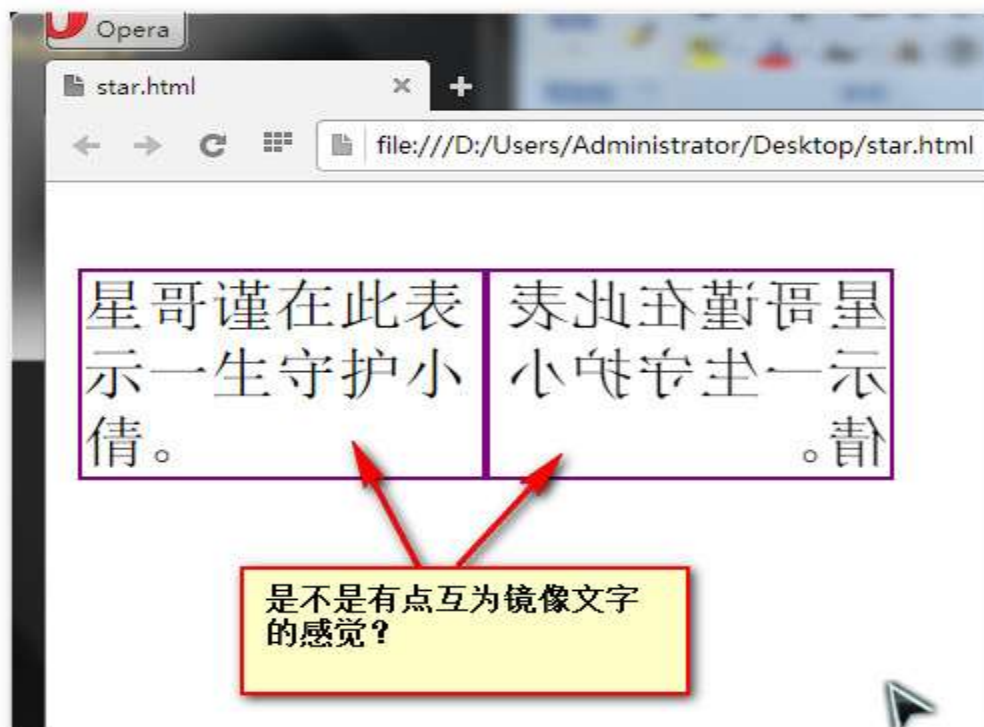 Opera
star.html
file:///D:/Users/Administrator/Desktop/star.html
星哥谨在此表
示一生守护小
倩。
星哥谨在此表
示一生守护小
倩。
是不是有点互为镜像文字
的感觉？